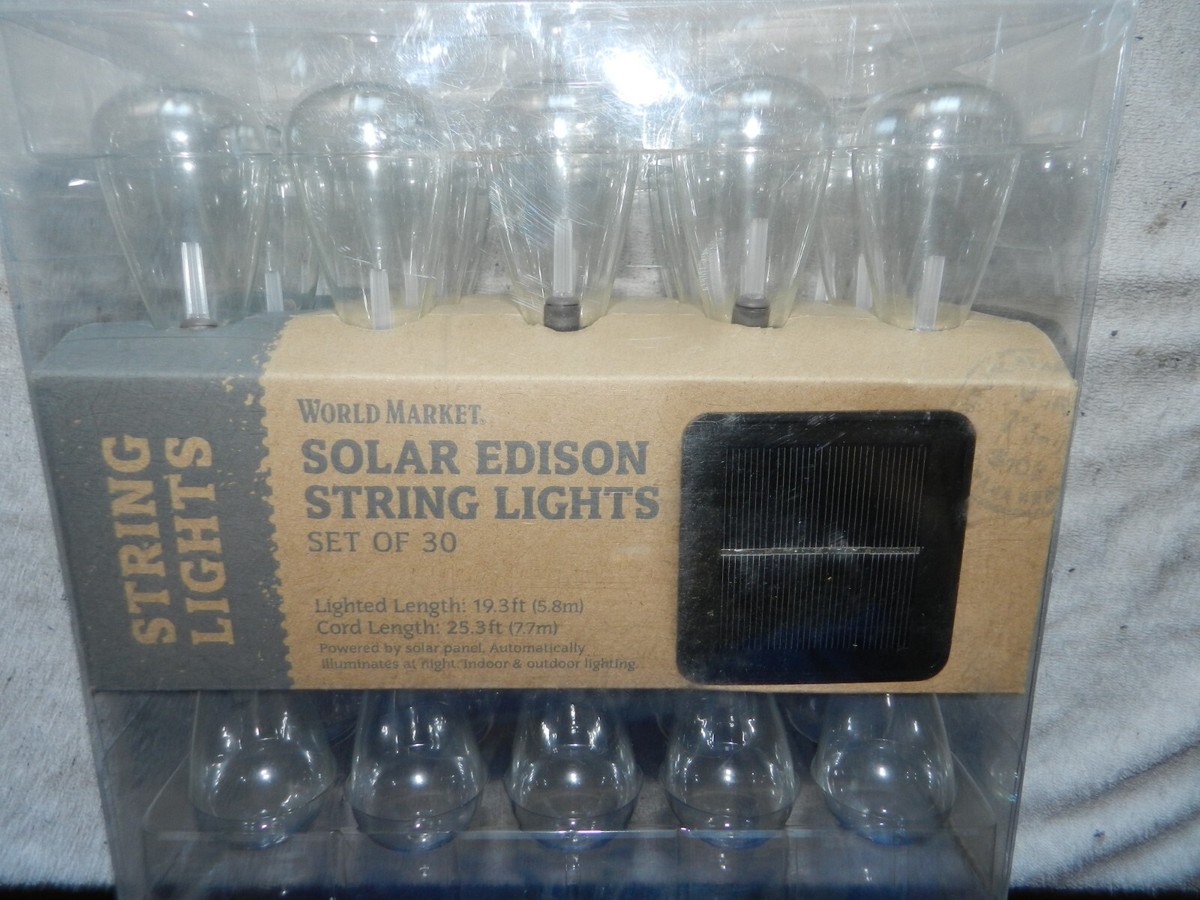 STRING
LIGHTS
WORLD MARKET
SOLAR EDISON
STRING LIGHTS
SET OF 30
Lighted Length: 19.3ft (5.8m)
Cord Length: 25.3ft (7.7m)
Powered by solar panel. Automatically
illuminates at night. Indoor & outdoor lighting.